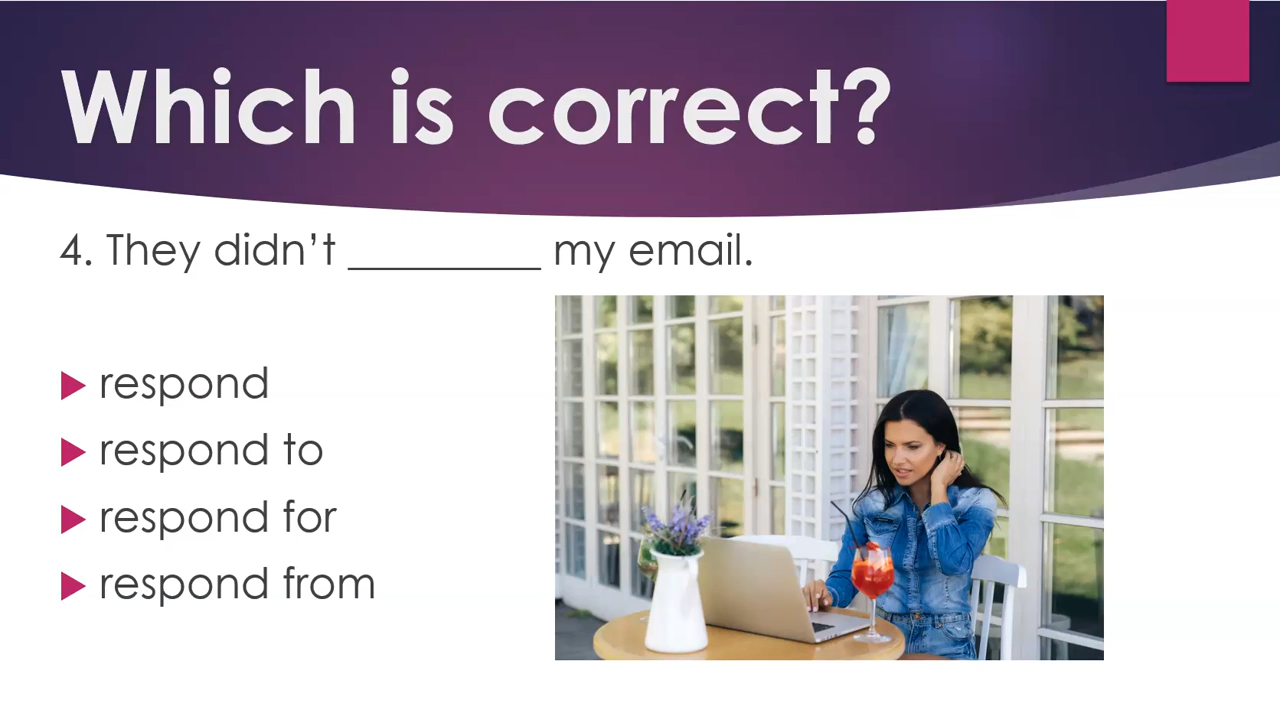 Which is correct?
4. They didn’t _________ my email.
respond
respond to
respond for
respond from